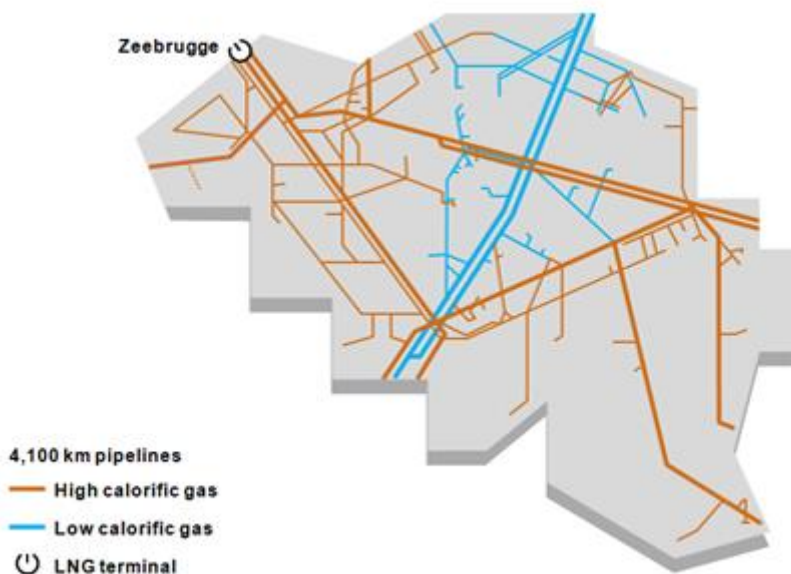 Zeebrugge
4,100 km pipelines
High calorific gas
Low calorific gas
LNG terminal